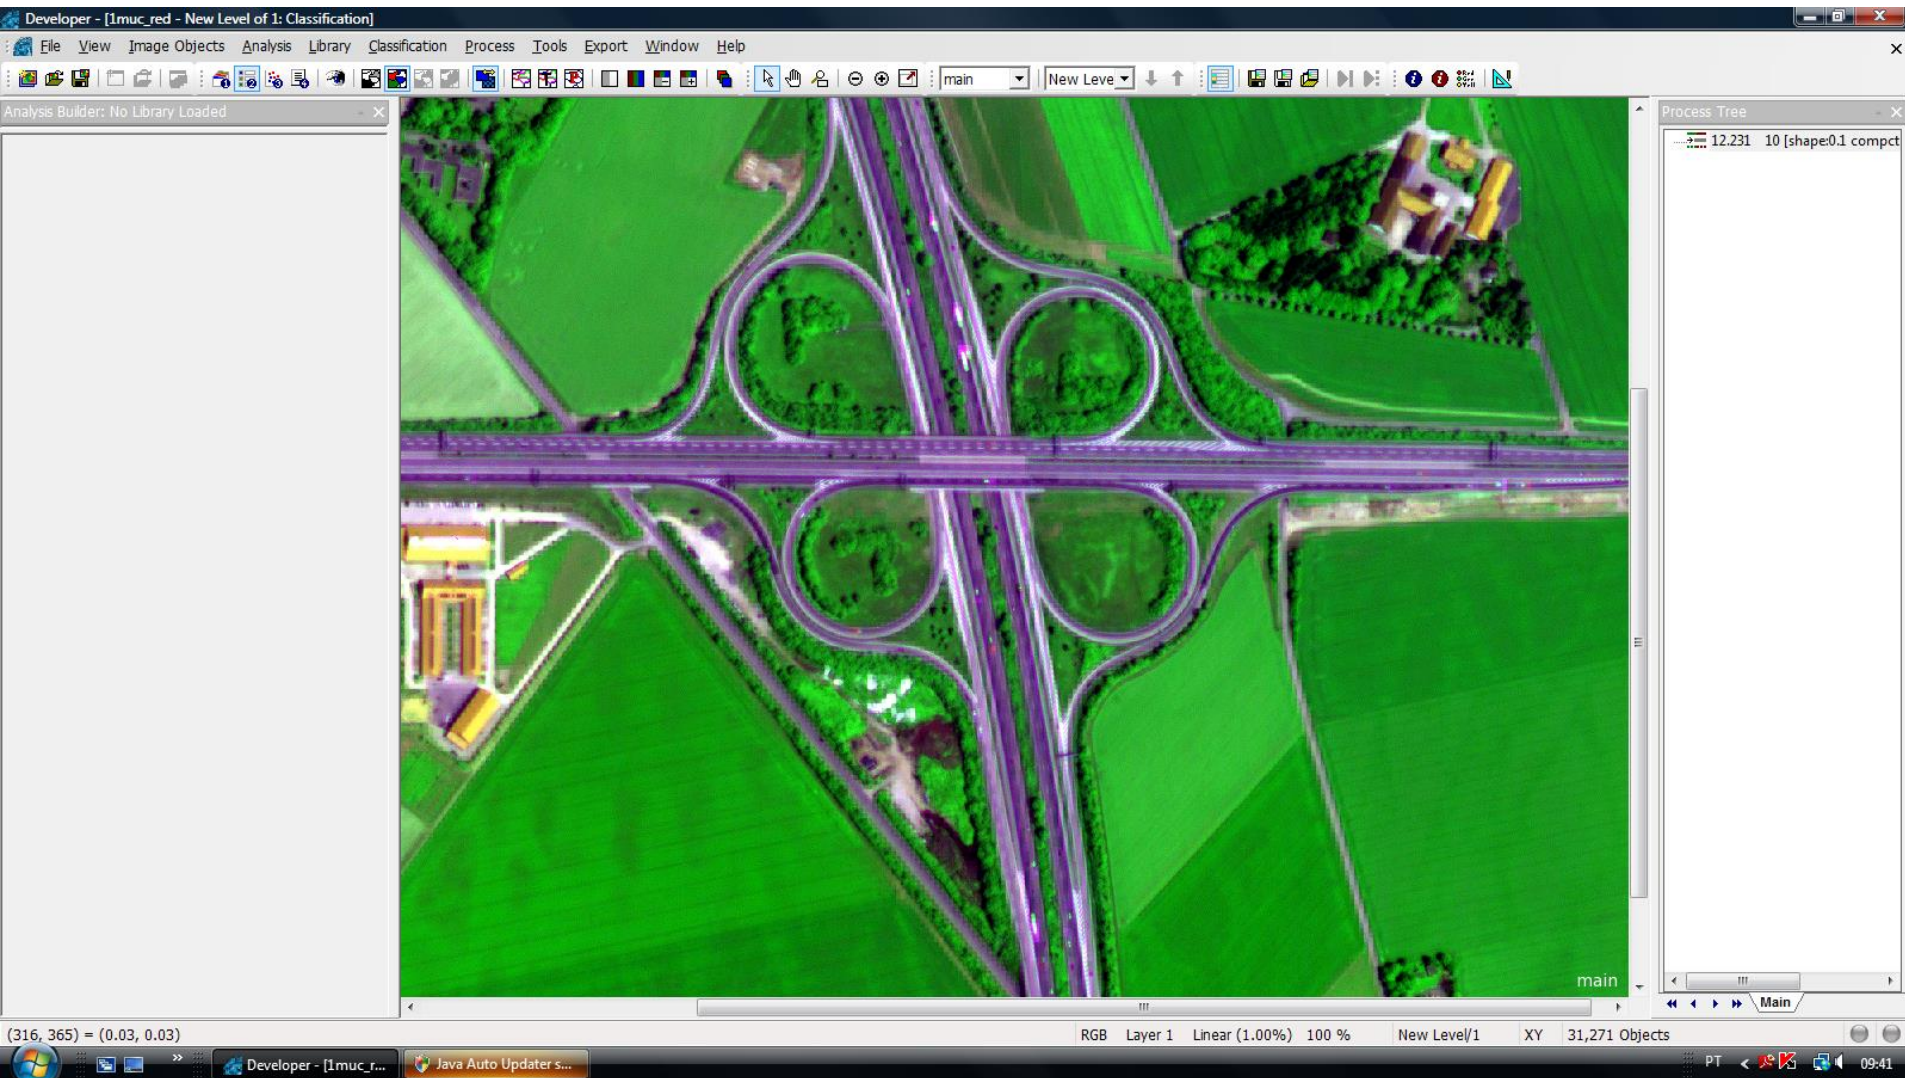 Developer - [1muc_red - New Level of 1: Classification]
File View Image Objects Analysis Library Classification Process Tools Export Window Help
main New Leve
Analysis Builder: No Library Loaded
Process Tree
12.231 10 [shape:0.1 compct
main
Main
(316, 365) = (0.03, 0.03)
RGB Layer 1 Linear (1.00%) 100 % New Level/1 XY 31,271 Objects
Developer - [1muc_r... Java Auto Updater s... PT 09:41